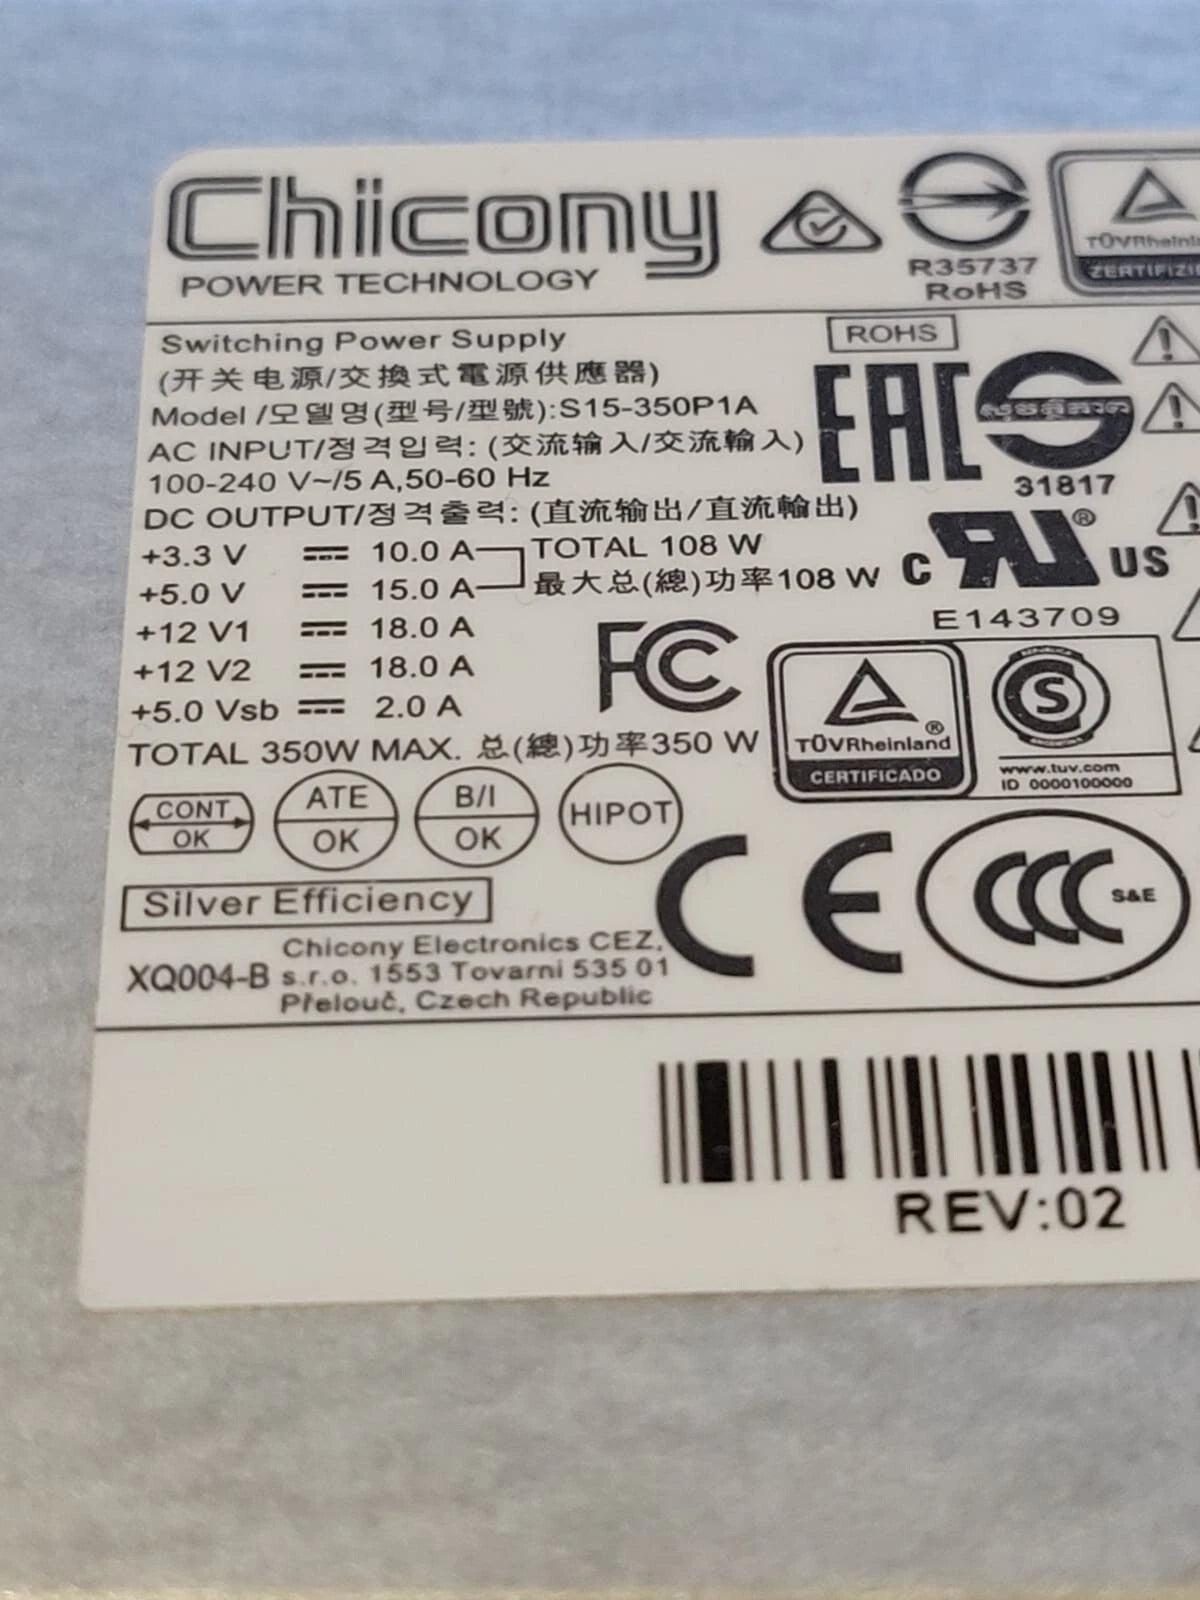 Chicony
POWER TECHNOLOGY
R35737
RoHS
TÜVRheinl
ZERTIFIZI
Switching Power Supply
(开关电源/交換式電源供應器)
Model /모델명(型号/型號):S15-350P1A
AC INPUT/정격입력: (交流输入/交流輸入)
100-240 V~/5 A,50-60 Hz
DC OUTPUT/정격출력: (直流输出/直流輸出)
+3.3 V ⎓ 10.0 A TOTAL 108 W
+5.0 V ⎓ 15.0 A 最大总(總)功率108 W
+12 V1 ⎓ 18.0 A
+12 V2 ⎓ 18.0 A
+5.0 Vsb ⎓ 2.0 A
TOTAL 350W MAX. 总(總)功率350 W
ROHS
EAC
S
31817
c RU ® US
E143709
FC
®
TÜVRheinland
CERTIFICADO
S
www.tuv.com
ID 0000100000
CONT
OK
ATE
OK
B/I
OK
HIPOT
CE
CCC S&E
Silver Efficiency
XQ004-B
Chicony Electronics CEZ,
s.r.o. 1553 Tovarni 535 01
Přelouč, Czech Republic
REV:02